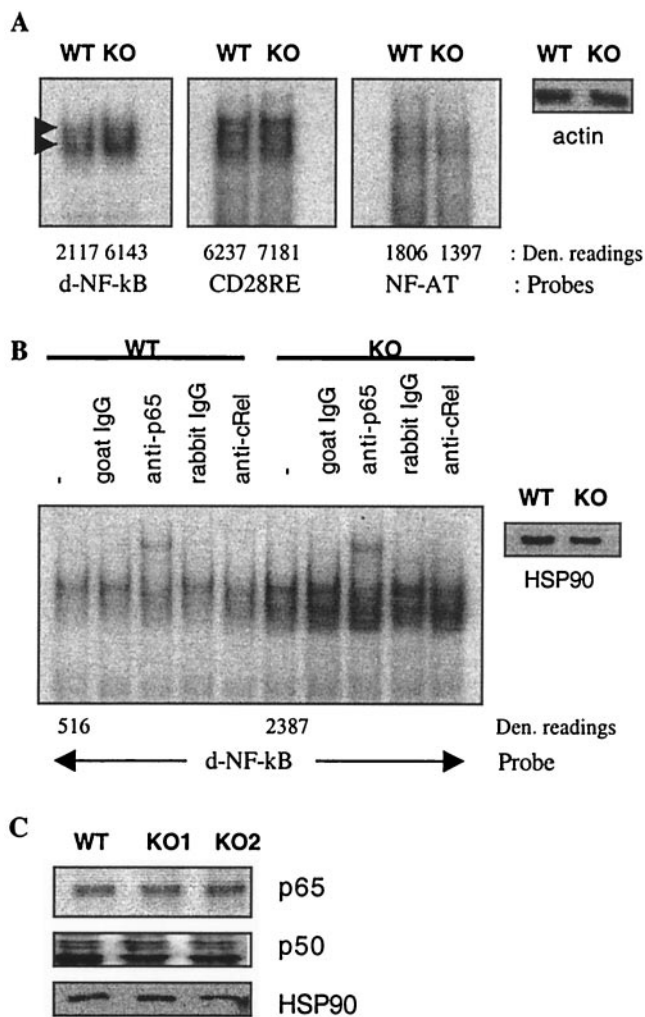 A
WT KO WT KO WT KO WT KO
actin
2117 6143 6237 7181 1806 1397 : Den. readings
d-NF-kB CD28RE NF-AT : Probes
B
WT KO
- goat IgG anti-p65 rabbit IgG anti-cRel - goat IgG anti-p65 rabbit IgG anti-cRel
WT KO
HSP90
516 2387 Den. readings
d-NF-kB Probe
C
WT KO1 KO2
p65
p50
HSP90